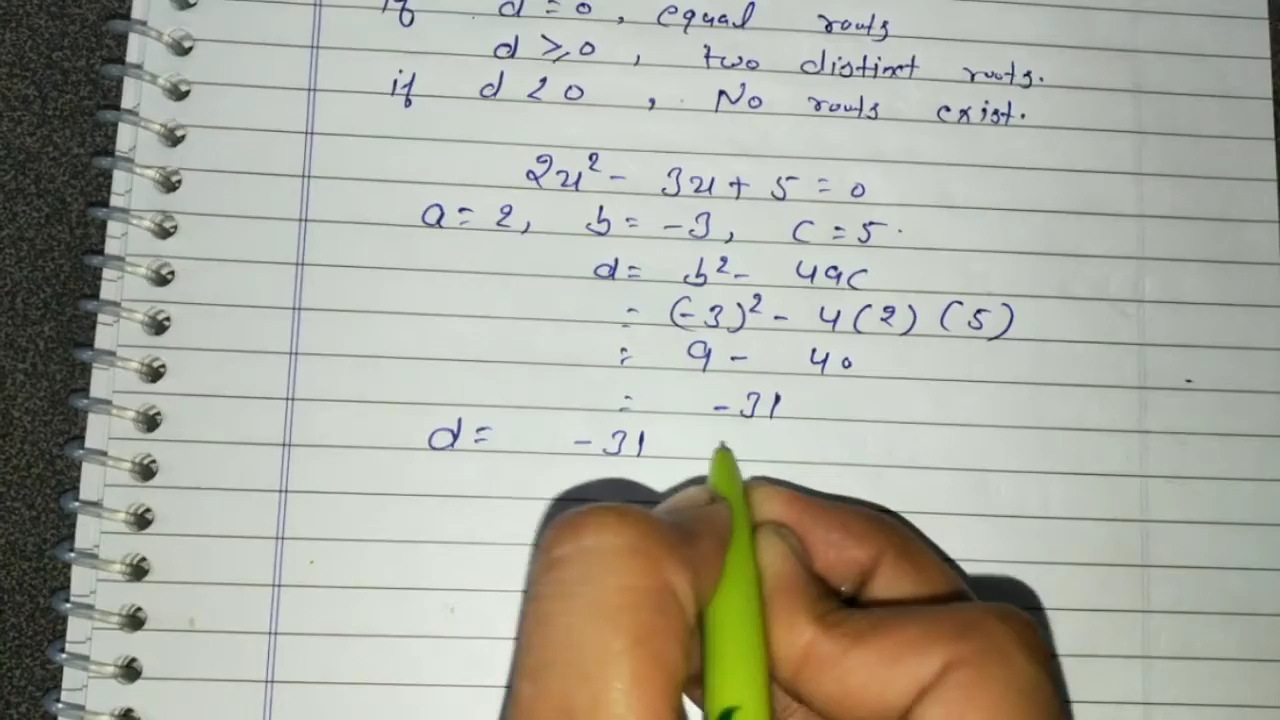 if d = 0, equal roots
d ≥ 0, two distinct roots.
if d < 0, No roots exist.
2x² - 3x + 5 = 0
a = 2, b = -3, c = 5.
d = b² - 4ac
= (-3)² - 4(2)(5)
= 9 - 40
= -31
d = -31